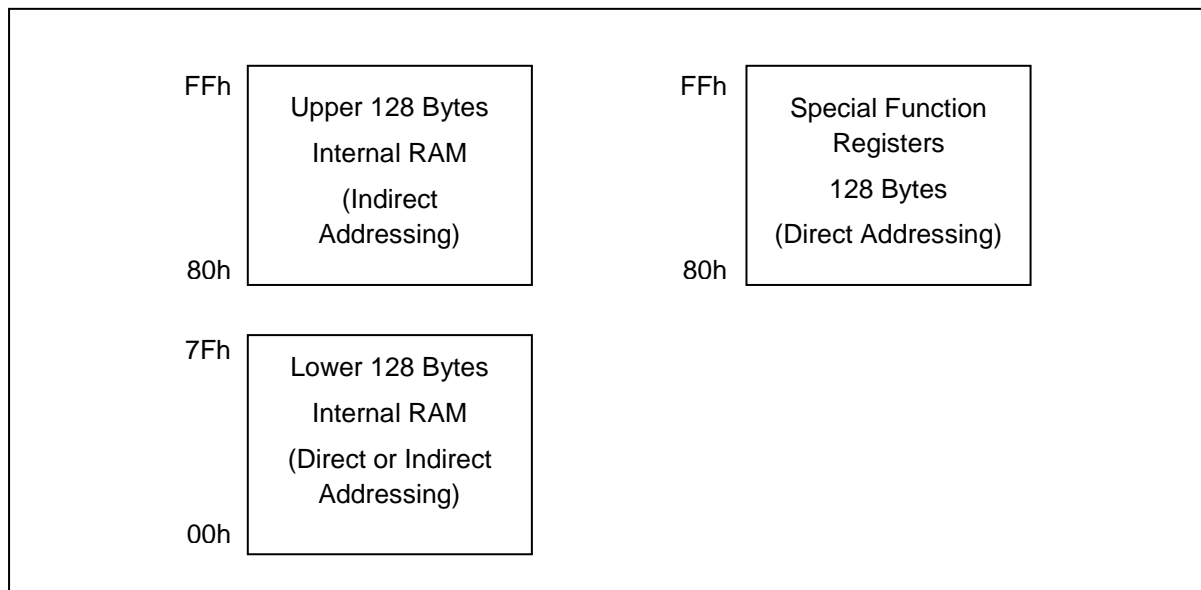 FFh
Upper 128 Bytes
Internal RAM
(Indirect
Addressing)
80h
FFh
Special Function
Registers
128 Bytes
(Direct Addressing)
80h
7Fh
Lower 128 Bytes
Internal RAM
(Direct or Indirect
Addressing)
00h